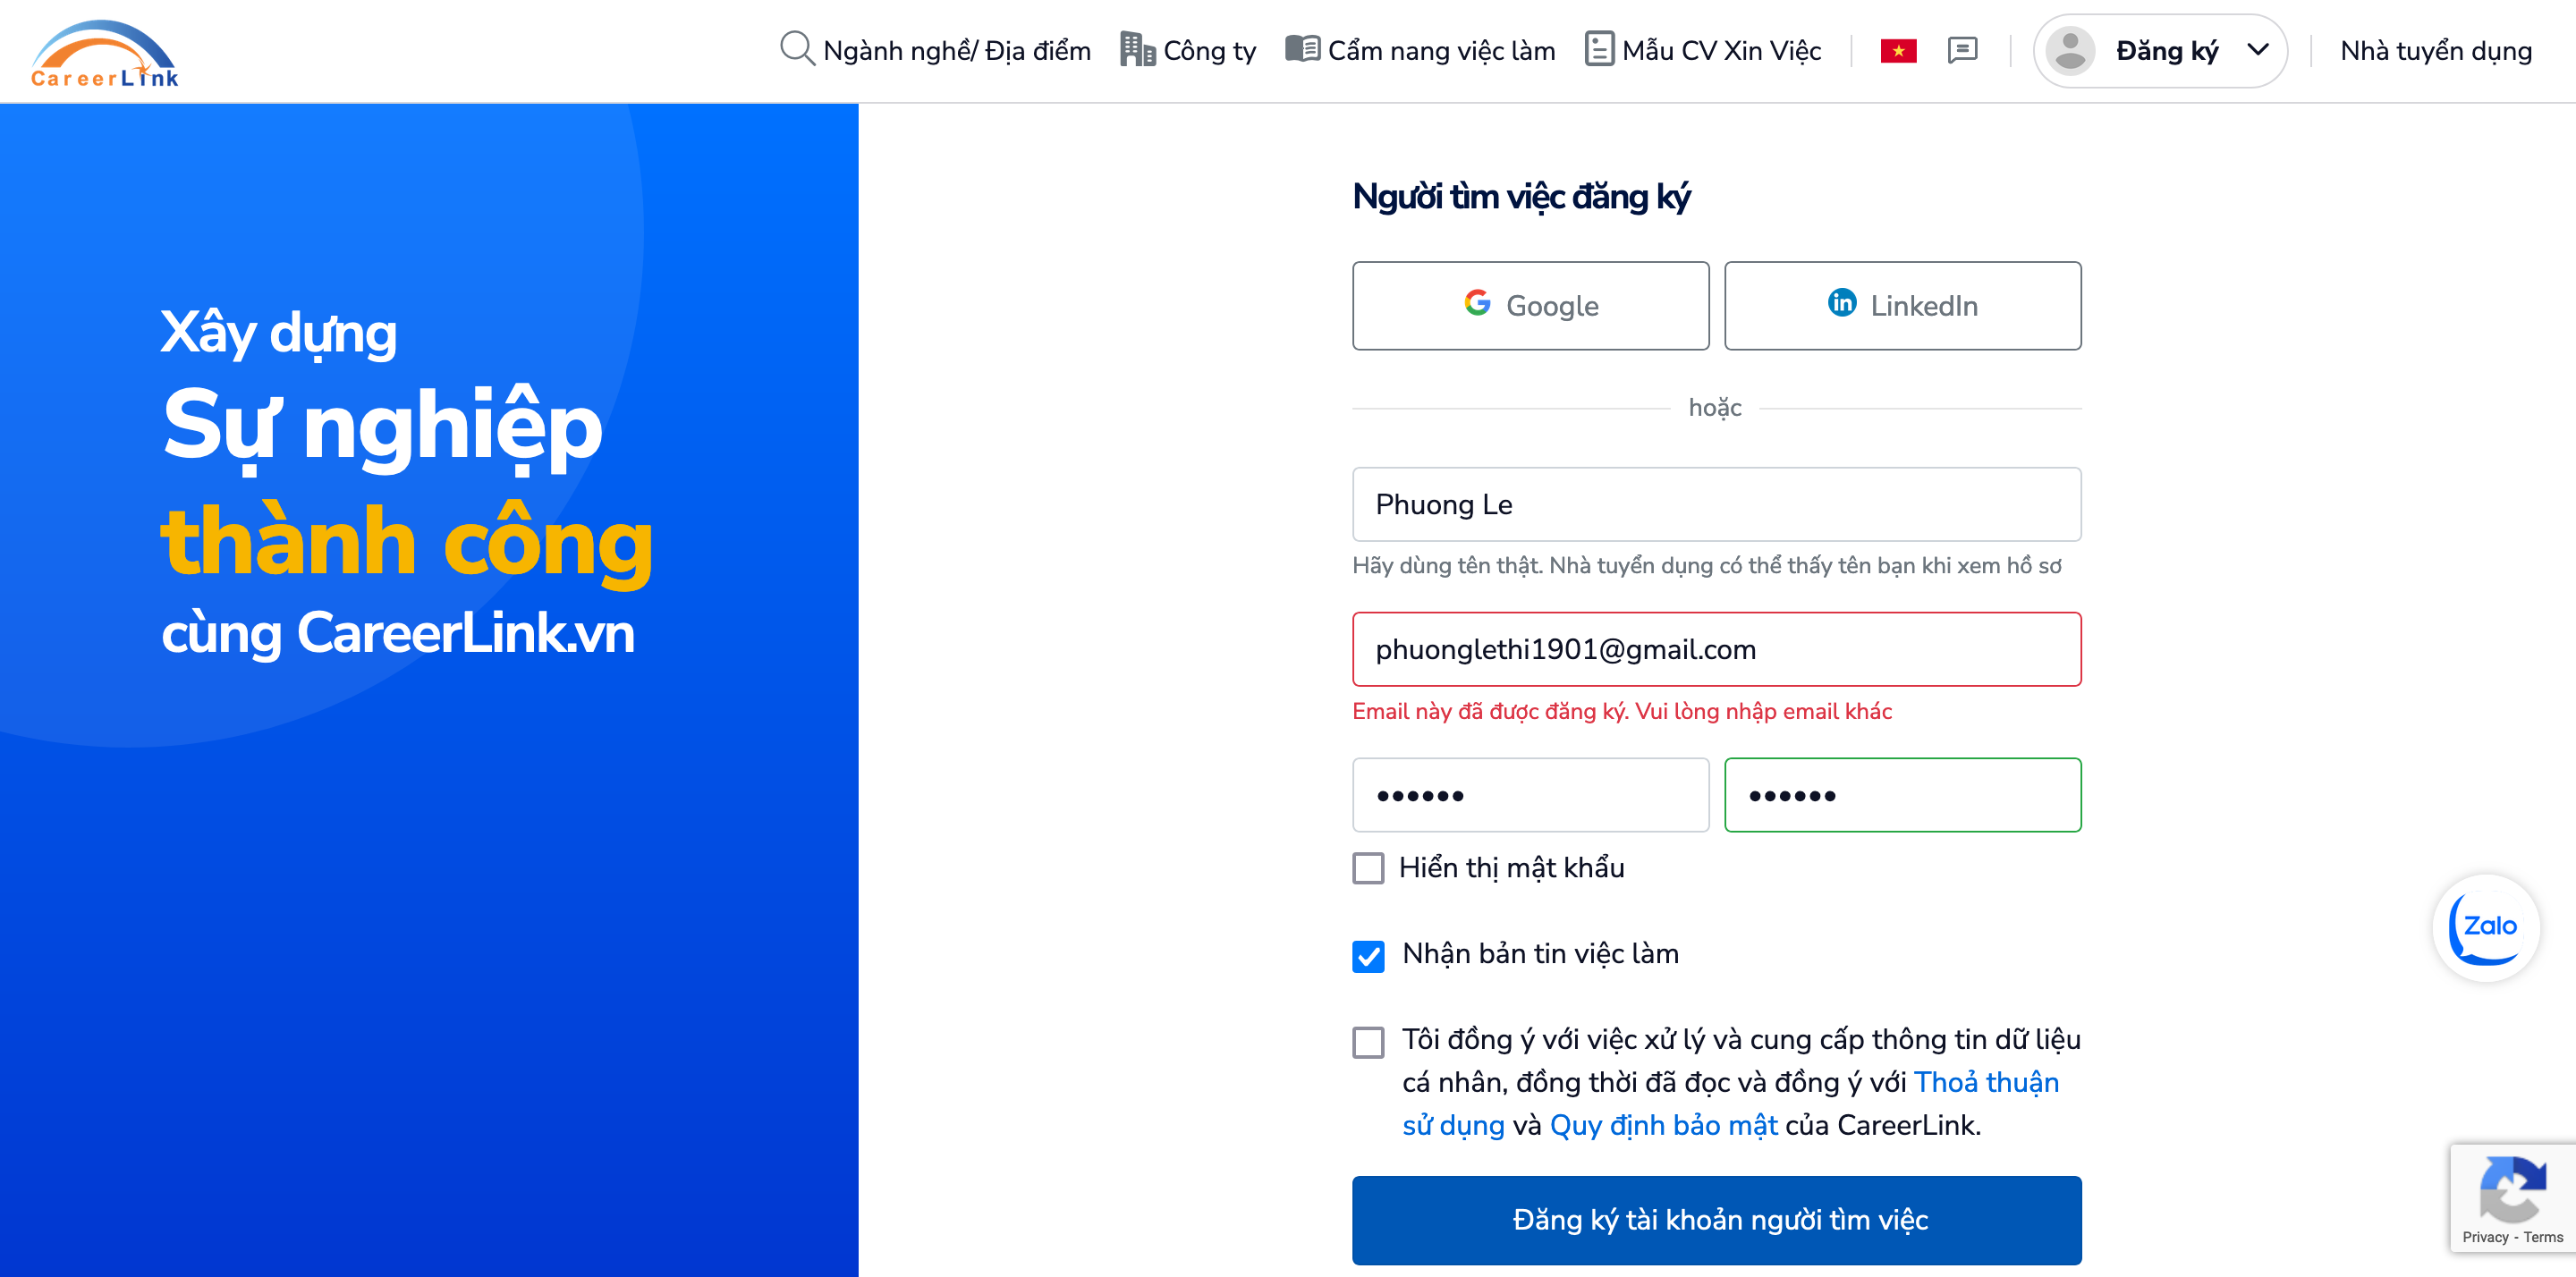 CareerLink
Ngành nghề/ Địa điểm
Công ty
Cẩm nang việc làm
Mẫu CV Xin Việc
Đăng ký
Nhà tuyển dụng
Xây dựng
Sự nghiệp
thành công
cùng CareerLink.vn
Người tìm việc đăng ký
Google
LinkedIn
hoặc
Phuong Le
Hãy dùng tên thật. Nhà tuyển dụng có thể thấy tên bạn khi xem hồ sơ
phuonglethi1901@gmail.com
Email này đã được đăng ký. Vui lòng nhập email khác
••••••
••••••
Hiển thị mật khẩu
Nhận bản tin việc làm
Tôi đồng ý với việc xử lý và cung cấp thông tin dữ liệu
cá nhân, đồng thời đã đọc và đồng ý với Thoả thuận
sử dụng và Quy định bảo mật của CareerLink.
Đăng ký tài khoản người tìm việc
Zalo
Privacy - Terms